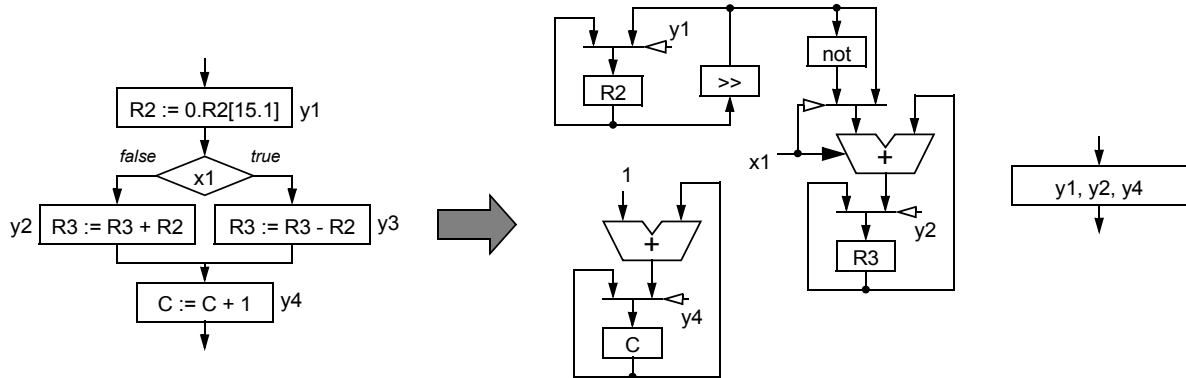 R2 := 0.R2[15.1] y1
false true
x1
y2 R3 := R3 + R2
R3 := R3 - R2 y3
C := C + 1 y4
y1
R2
>>
not
x1
+
y2
R3
1
+
y4
C
y1, y2, y4